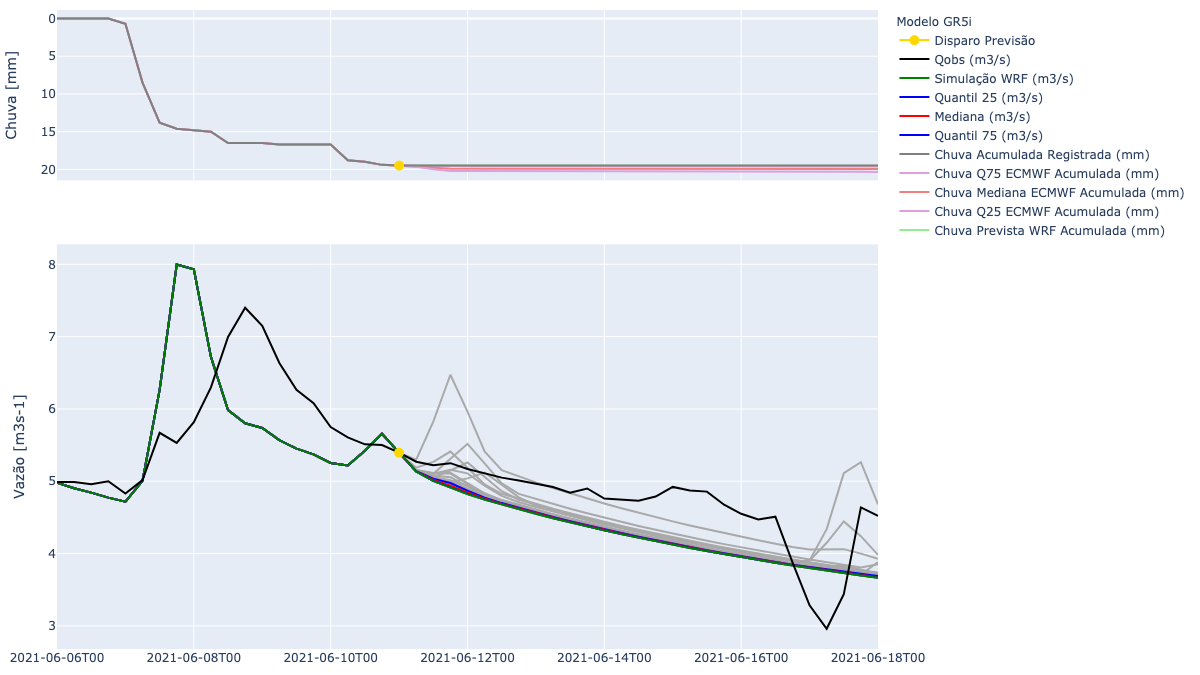 Chuva [mm]
0
5
10
15
20
Modelo GR5i
Disparo Previsão
Qobs (m3/s)
Simulação WRF (m3/s)
Quantil 25 (m3/s)
Mediana (m3/s)
Quantil 75 (m3/s)
Chuva Acumulada Registrada (mm)
Chuva Q75 ECMWF Acumulada (mm)
Chuva Mediana ECMWF Acumulada (mm)
Chuva Q25 ECMWF Acumulada (mm)
Chuva Prevista WRF Acumulada (mm)
Vazão [m3s-1]
8
7
6
5
4
3
2021-06-06T00
2021-06-08T00
2021-06-10T00
2021-06-12T00
2021-06-14T00
2021-06-16T00
2021-06-18T00